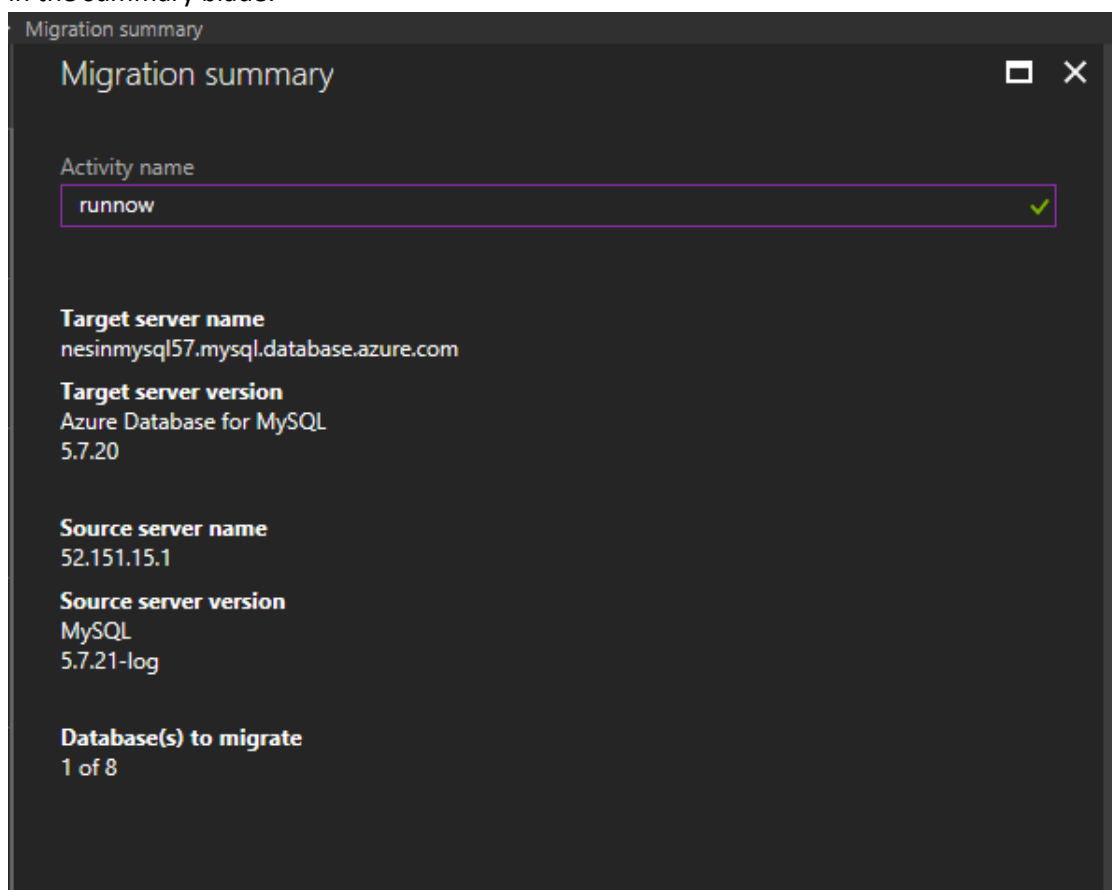 Migration summary
Migration summary
Activity name
runnow
Target server name
nesinmysql57.mysql.database.azure.com
Target server version
Azure Database for MySQL
5.7.20
Source server name
52.151.15.1
Source server version
MySQL
5.7.21-log
Database(s) to migrate
1 of 8